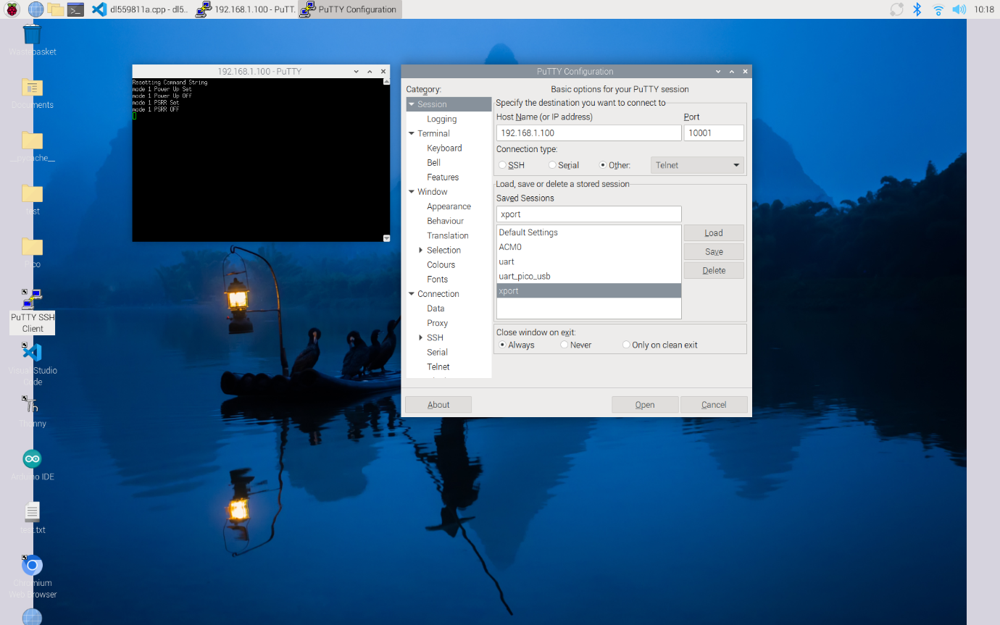 dl559811a.cpp - dl5..
192.168.1.100 - PuTT.
PuTTY Configuration
10:18
Wastebasket
Documents
__pycache__
test
Pico
PuTTY SSH
Client
Visual Studio
Code
Thonny
Arduino IDE
test.txt
Chromium
Web Browser
192.168.1.100 - PuTTY
Resetting Command String
mode 1 Power Up Set
mode 1 Power Up Off
mode 1 PSRR Set
mode 1 PSRR OFF
PuTTY Configuration
Category:
Session
Logging
Terminal
Keyboard
Bell
Features
Window
Appearance
Behaviour
Translation
Selection
Colours
Fonts
Connection
Data
Proxy
SSH
Serial
Telnet
Basic options for your PuTTY session
Specify the destination you want to connect to
Host Name (or IP address) Port
192.168.1.100 10001
Connection type:
SSH Serial Other: Telnet
Load, save or delete a stored session
Saved Sessions
xport
Default Settings
ACM0
uart
uart_pico_usb
xport
Load
Save
Delete
Close window on exit:
Always Never Only on clean exit
About Open Cancel